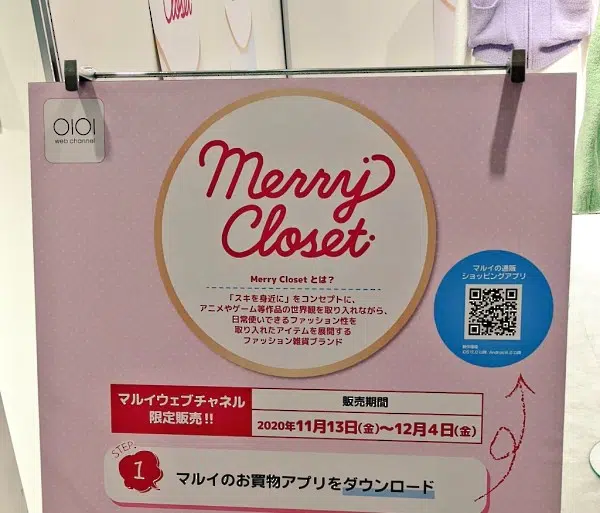 OIOI
web channel
Merry
Closet
Merry Closet とは？
「スキを身近に」をコンセプトに、
アニメやゲーム等作品の世界観を取り入れながら、
日常使いできるファッション性を
取り入れたアイテムを展開する
ファッション雑貨ブランド
マルイの通販
ショッピングアプリ
マルイウェブチャネル
限定販売!!
販売期間
2020年11月13日(金)〜12月4日(金)
STEP.
1
マルイのお買物アプリをダウンロード